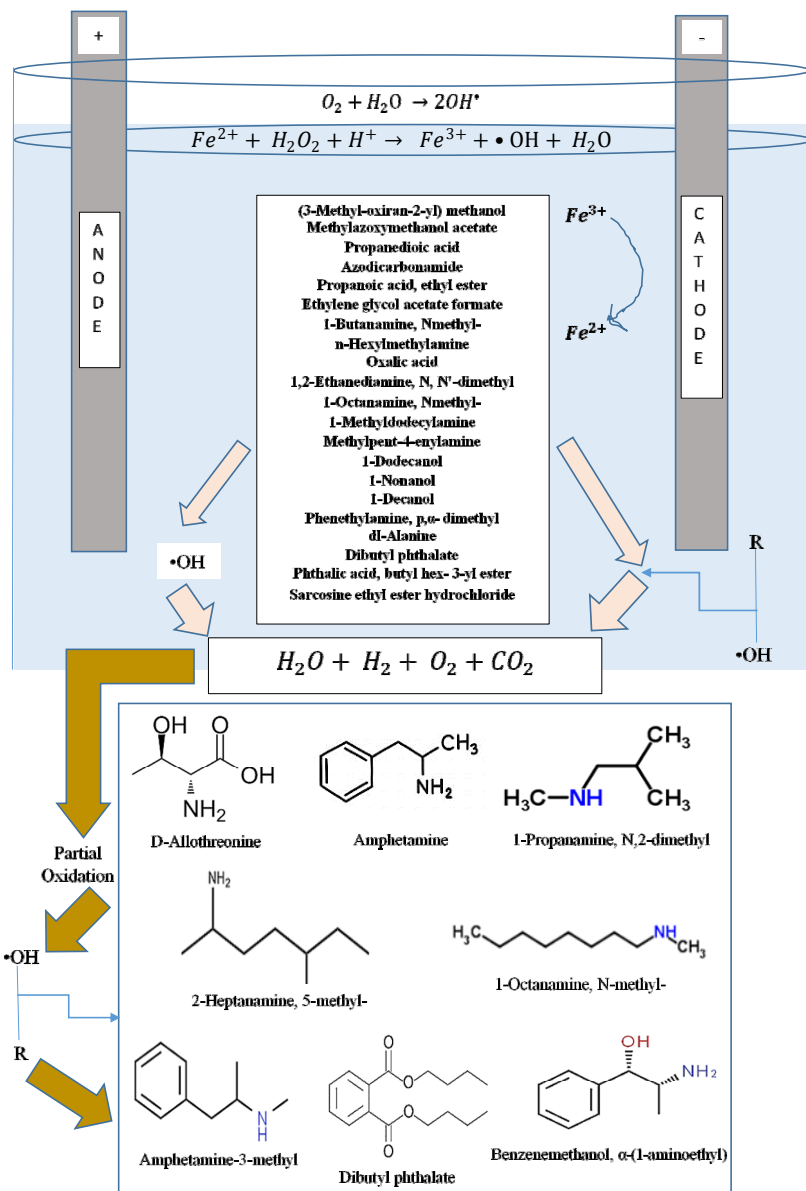 +
-
O₂ + H₂O → 2OH•
Fe²⁺ + H₂O₂ + H⁺ → Fe³⁺ + • OH + H₂O
ANODE
CATHODE
(3-Methyl-oxiran-2-yl) methanol
Methylazoxymethanol acetate
Propanedioic acid
Azodicarbonamide
Propanoic acid, ethyl ester
Ethylene glycol acetate formate
1-Butanamine, Nmethyl-
n-Hexylmethylamine
Oxalic acid
1,2-Ethanediamine, N, N'-dimethyl
1-Octanamine, Nmethyl-
1-Methyldodecylamine
Methylpent-4-enylamine
1-Dodecanol
1-Nonanol
1-Decanol
Phenethylamine, p,α- dimethyl
dl-Alanine
Dibutyl phthalate
Phthalic acid, butyl hex- 3-yl ester
Sarcosine ethyl ester hydrochloride
Fe³⁺
Fe²⁺
•OH
R
•OH
H₂O + H₂ + O₂ + CO₂
Partial
Oxidation
•OH
R
OH
O
OH
NH₂
D-Allothreonine
CH₃
NH₂
Amphetamine
CH₃
H₃C NH CH₃
1-Propanamine, N,2-dimethyl
NH₂
2-Heptanamine, 5-methyl-
H₃C NH CH₃
1-Octanamine, N-methyl-
N
H
Amphetamine-3-methyl
O
O
O
O
Dibutyl phthalate
OH
NH₂
Benzenemethanol, α-(1-aminoethyl)